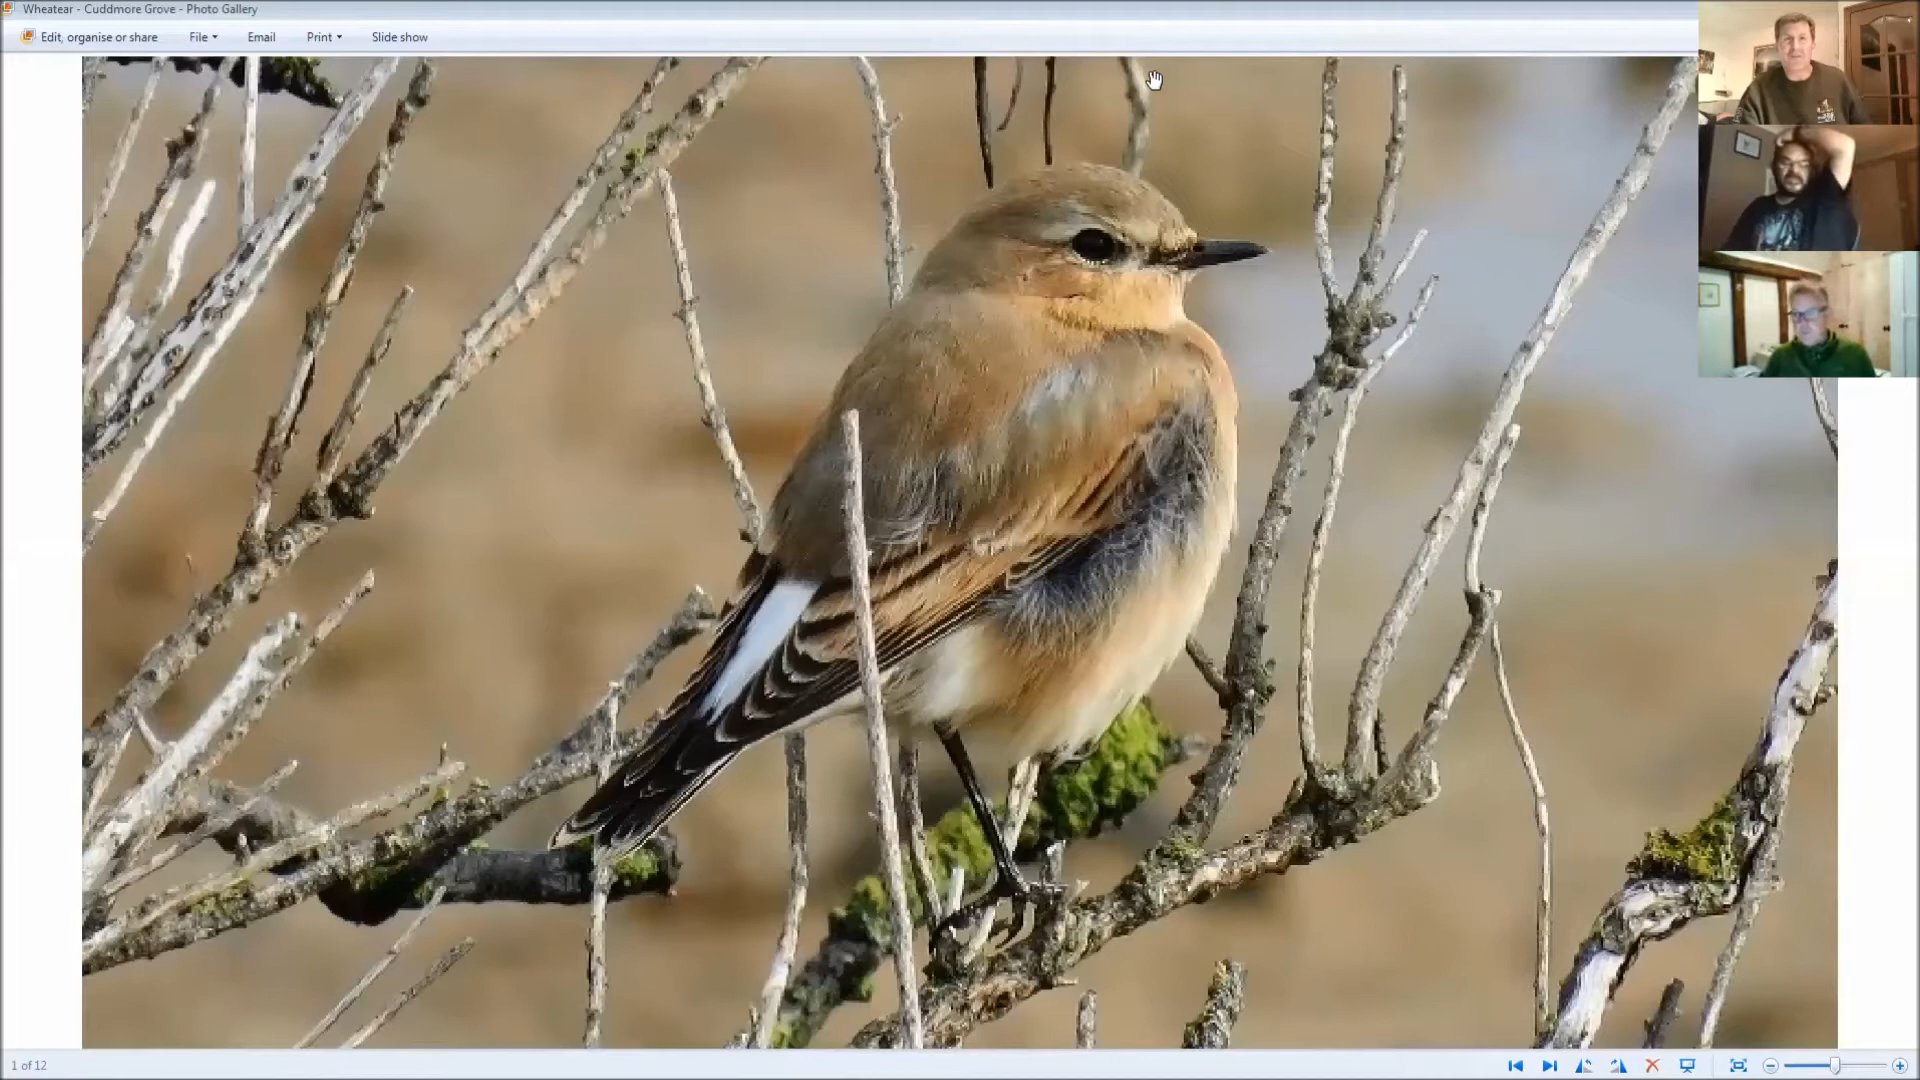 Wheatear - Cuddmore Grove - Photo Gallery
Edit, organise or share File Email Print Slide show
1 of 12